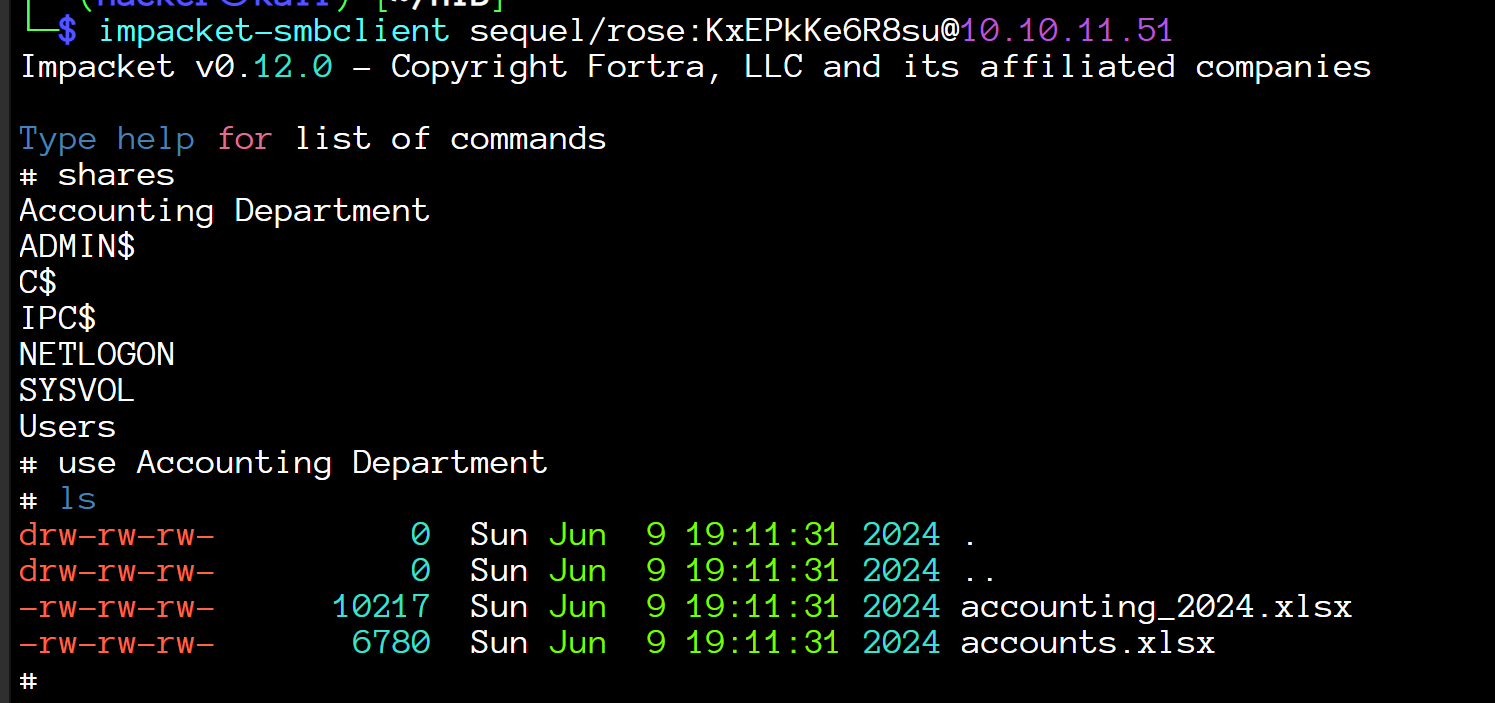 (hacker㉿kali) [~/HTB]
└─$ impacket-smbclient sequel/rose:KxEPkKe6R8su@10.10.11.51
Impacket v0.12.0 - Copyright Fortra, LLC and its affiliated companies
Type help for list of commands
# shares
Accounting Department
ADMIN$
C$
IPC$
NETLOGON
SYSVOL
Users
# use Accounting Department
# ls
drw-rw-rw-          0  Sun Jun  9 19:11:31 2024 .
drw-rw-rw-          0  Sun Jun  9 19:11:31 2024 ..
-rw-rw-rw-      10217  Sun Jun  9 19:11:31 2024 accounting_2024.xlsx
-rw-rw-rw-       6780  Sun Jun  9 19:11:31 2024 accounts.xlsx
#